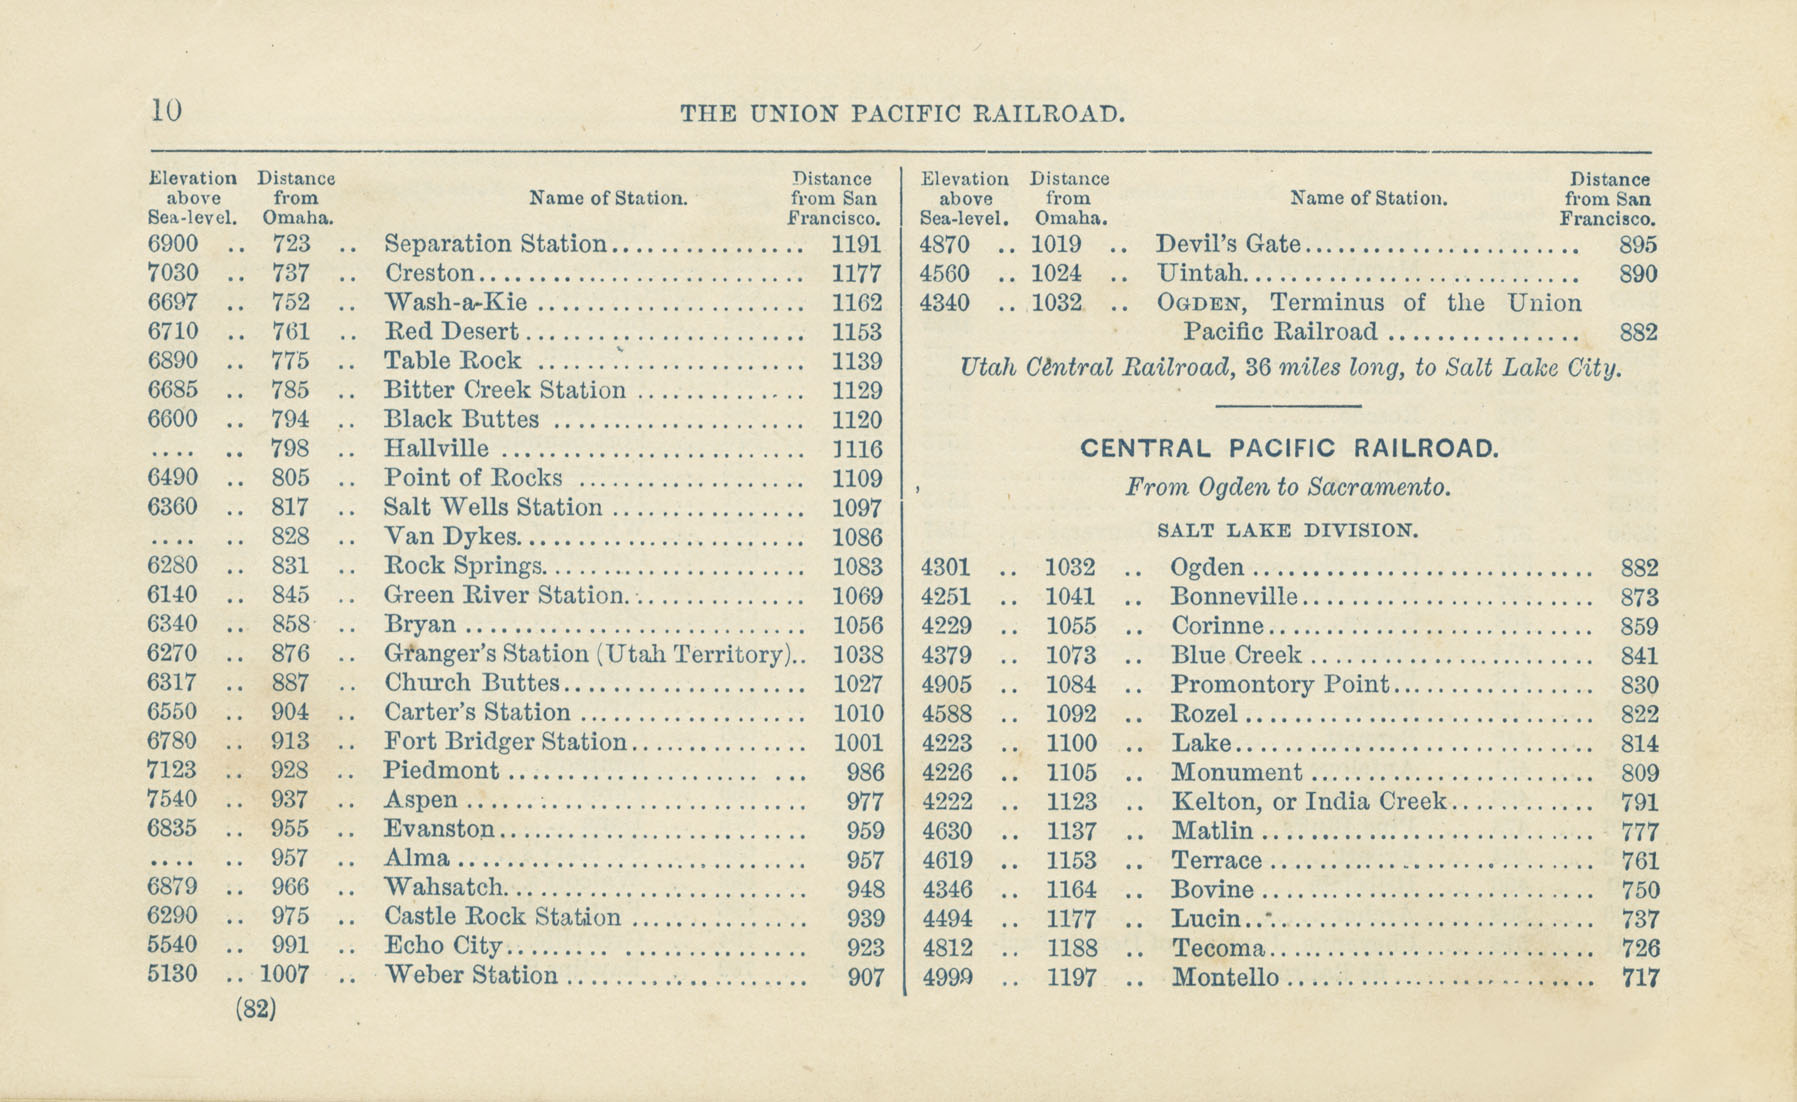 10
THE UNION PACIFIC RAILROAD.
Elevation above Sea-level. Distance from Omaha. Name of Station. Distance from San Francisco.
6900 .. 723 .. Separation Station................ 1191
7030 .. 737 .. Creston........................... 1177
6697 .. 752 .. Wash-a-Kie ...................... 1162
6710 .. 761 .. Red Desert....................... 1153
6890 .. 775 .. Table Rock ...................... 1139
6685 .. 785 .. Bitter Creek Station .............. 1129
6600 .. 794 .. Black Buttes ..................... 1120
.... .. 798 .. Hallville ......................... 1116
6490 .. 805 .. Point of Rocks ................... 1109
6360 .. 817 .. Salt Wells Station ................ 1097
.... .. 828 .. Van Dykes........................ 1086
6280 .. 831 .. Rock Springs...................... 1083
6140 .. 845 .. Green River Station............... 1069
6340 .. 858 .. Bryan ............................ 1056
6270 .. 876 .. Granger's Station (Utah Territory).. 1038
6317 .. 887 .. Church Buttes.................... 1027
6550 .. 904 .. Carter's Station ................... 1010
6780 .. 913 .. Fort Bridger Station............... 1001
7123 .. 928 .. Piedmont ........................ 986
7540 .. 937 .. Aspen ............................ 977
6835 .. 955 .. Evanston.......................... 959
.... .. 957 .. Alma ............................. 957
6879 .. 966 .. Wahsatch......................... 948
6290 .. 975 .. Castle Rock Station ............... 939
5540 .. 991 .. Echo City......................... 923
5130 .. 1007 .. Weber Station .................... 907
(82)
Elevation above Sea-level. Distance from Omaha. Name of Station. Distance from San Francisco.
4870 .. 1019 .. Devil's Gate....................... 895
4560 .. 1024 .. Uintah............................ 890
4340 .. 1032 .. OGDEN, Terminus of the Union
Pacific Railroad ................ 882
Utah Central Railroad, 36 miles long, to Salt Lake City.
CENTRAL PACIFIC RAILROAD.
From Ogden to Sacramento.
SALT LAKE DIVISION.
4301 .. 1032 .. Ogden ............................ 882
4251 .. 1041 .. Bonneville........................ 873
4229 .. 1055 .. Corinne........................... 859
4379 .. 1073 .. Blue Creek ....................... 841
4905 .. 1084 .. Promontory Point................. 830
4588 .. 1092 .. Rozel ............................. 822
4223 .. 1100 .. Lake.............................. 814
4226 .. 1105 .. Monument ....................... 809
4222 .. 1123 .. Kelton, or India Creek............ 791
4630 .. 1137 .. Matlin ........................... 777
4619 .. 1153 .. Terrace ........................... 761
4346 .. 1164 .. Bovine ........................... 750
4494 .. 1177 .. Lucin............................. 737
4812 .. 1188 .. Tecoma........................... 726
4999 .. 1197 .. Montello ......................... 717